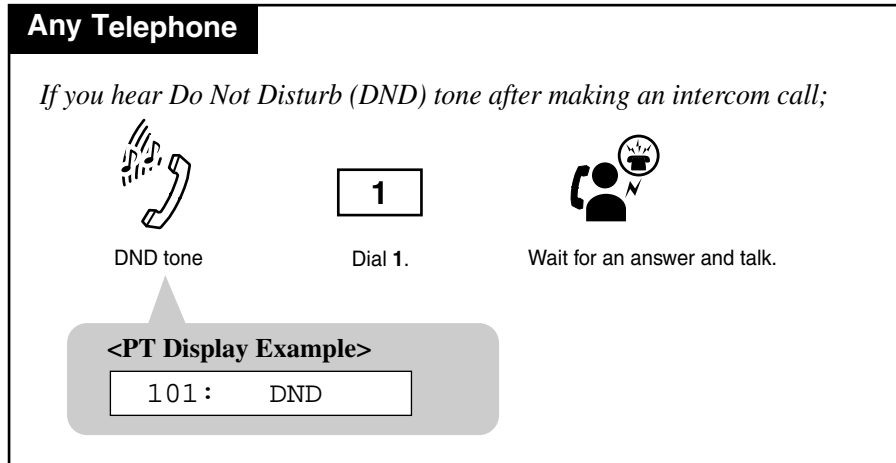 Any Telephone
If you hear Do Not Disturb (DND) tone after making an intercom call;
1
DND tone
Dial 1.
Wait for an answer and talk.
<PT Display Example>
101: DND